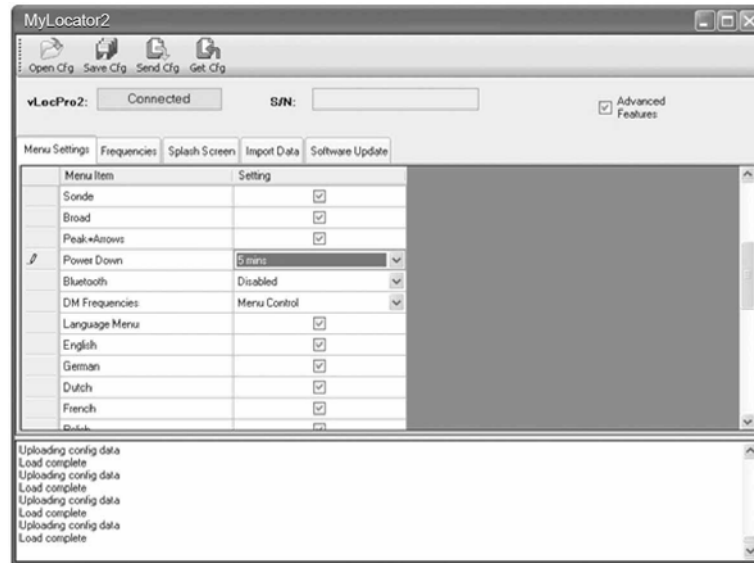 MyLocator2
Open Cfg Save Cfg Send Cfg Get Cfg
vLocPro2: Connected S/N: Advanced Features
Menu Settings Frequencies Splash Screen Import Data Software Update
Menu Item Setting
Sonde
Broad
Peak+Arrows
Power Down 5 mins
Bluetooth Disabled
DM Frequencies Menu Control
Language Menu
English
German
Dutch
French
Polish
Uploading config data
Load complete
Uploading config data
Load complete
Uploading config data
Load complete
Uploading config data
Load complete